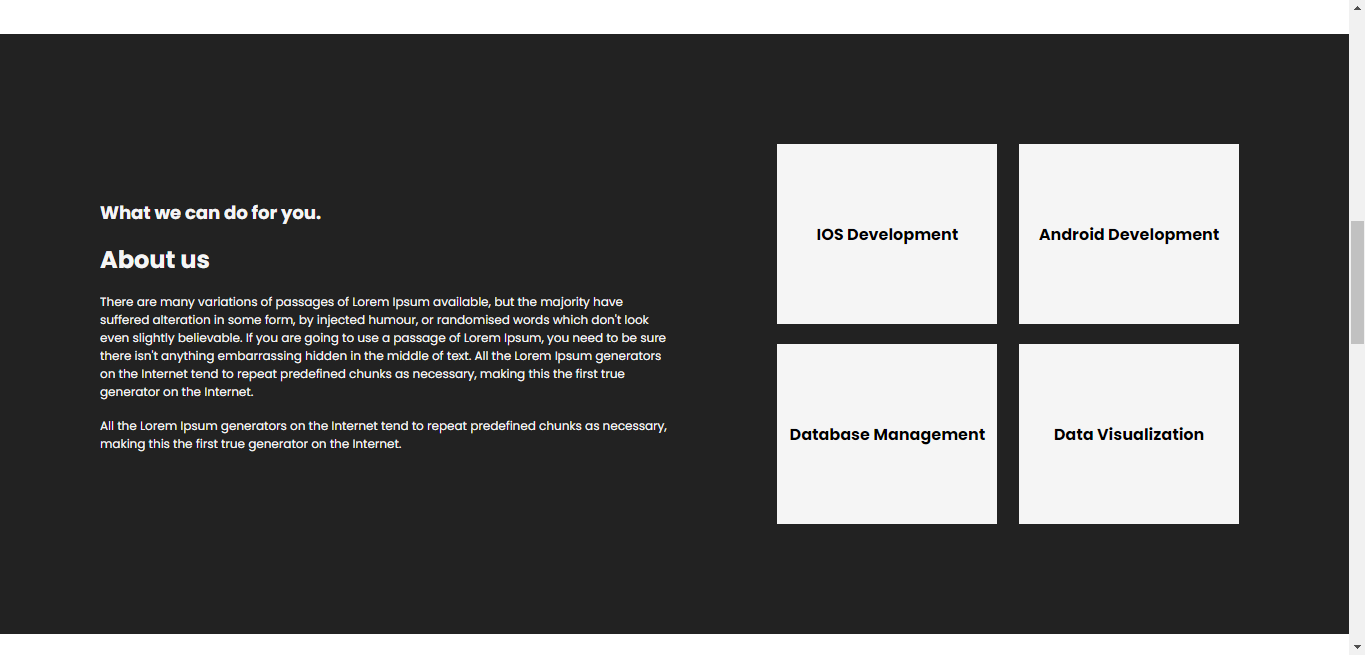 What we can do for you.
About us
There are many variations of passages of Lorem Ipsum available, but the majority have
suffered alteration in some form, by injected humour, or randomised words which don't look
even slightly believable. If you are going to use a passage of Lorem Ipsum, you need to be sure
there isn't anything embarrassing hidden in the middle of text. All the Lorem Ipsum generators
on the Internet tend to repeat predefined chunks as necessary, making this the first true
generator on the Internet.
All the Lorem Ipsum generators on the Internet tend to repeat predefined chunks as necessary,
making this the first true generator on the Internet.
IOS Development
Android Development
Database Management
Data Visualization